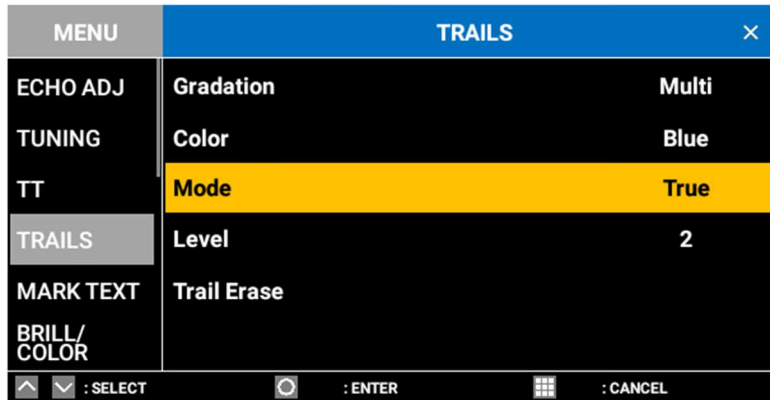 MENU
TRAILS
ECHO ADJ
TUNING
TT
TRAILS
MARK TEXT
BRILL/
COLOR
Gradation Multi
Color Blue
Mode True
Level 2
Trail Erase
: SELECT : ENTER : CANCEL